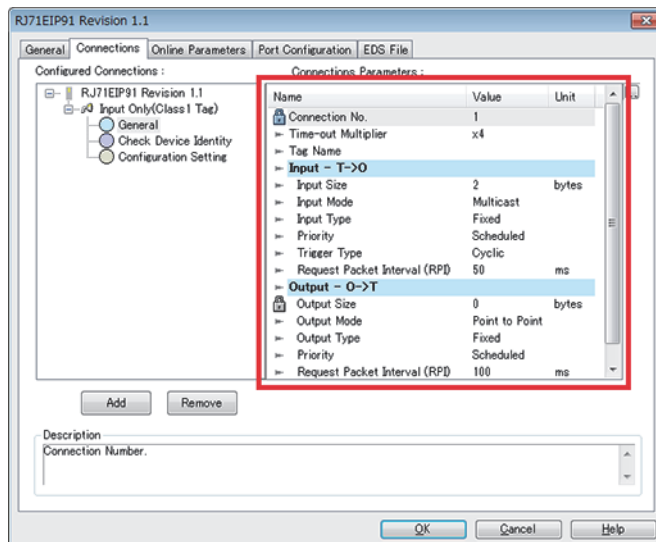 RJ71EIP91 Revision 1.1
General Connections Online Parameters Port Configuration EDS File
Configured Connections :
RJ71EIP91 Revision 1.1
Input Only(Class1 Tag)
General
Check Device Identity
Configuration Setting
Connections Parameters :
Name Value Unit
Connection No. 1
Time-out Multiplier x4
Tag Name
Input - T->O
Input Size 2 bytes
Input Mode Multicast
Input Type Fixed
Priority Scheduled
Trigger Type Cyclic
Request Packet Interval (RPI) 50 ms
Output - O->T
Output Size 0 bytes
Output Mode Point to Point
Output Type Fixed
Priority Scheduled
Request Packet Interval (RPI) 100 ms
Add Remove
Description
Connection Number.
OK Cancel Help